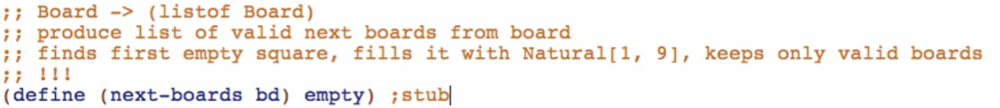 ;; Board -> (listof Board)
;; produce list of valid next boards from board
;; finds first empty square, fills it with Natural[1, 9], keeps only valid boards
;; !!!
(define (next-boards bd) empty) ;stub